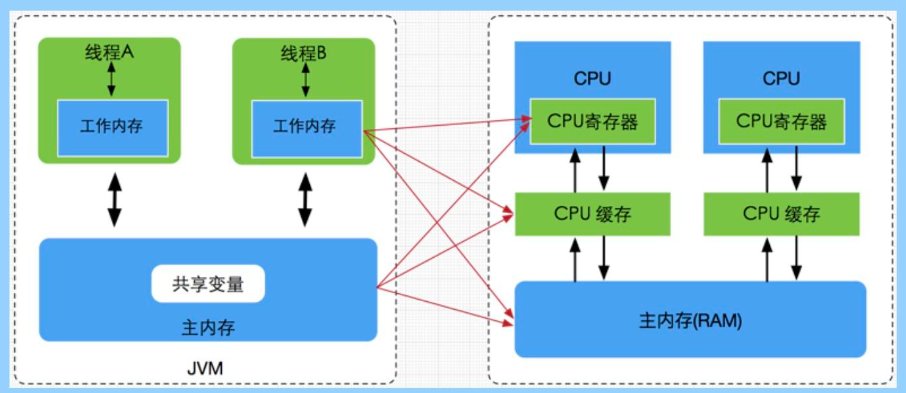 线程A
工作内存
线程B
工作内存
共享变量
主内存
JVM
CPU
CPU寄存器
CPU 缓存
CPU
CPU寄存器
CPU 缓存
主内存(RAM)